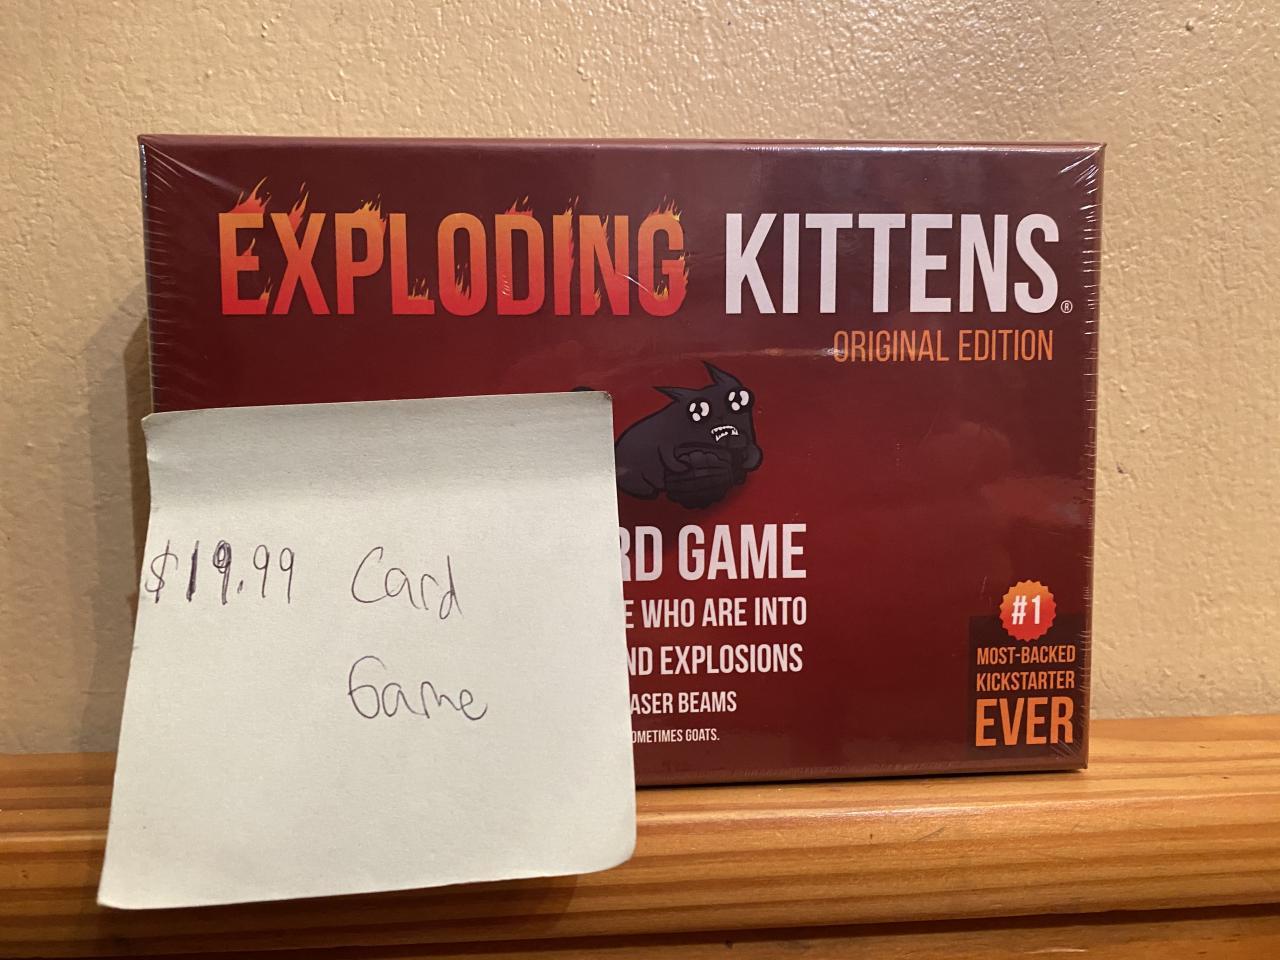 EXPLODING KITTENS®
ORIGINAL EDITION
$19.99 Card
Game
RD GAME
E WHO ARE INTO
ND EXPLOSIONS
ASER BEAMS
OMETIMES GOATS.
#1
MOST-BACKED
KICKSTARTER
EVER